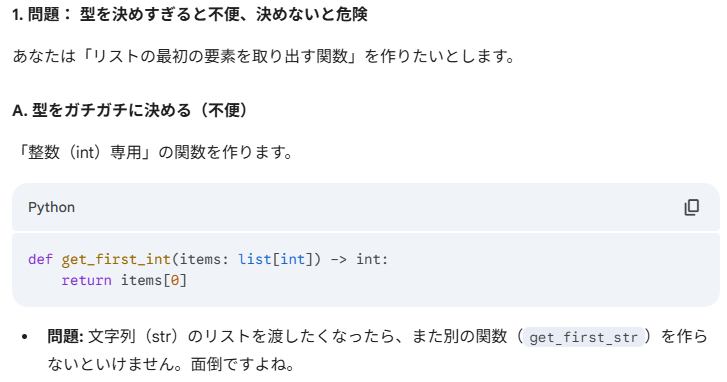 1. 問題： 型を決めすぎると不便、決めないと危険
あなたは「リストの最初の要素を取り出す関数」を作りたいとします。
A. 型をガチガチに決める（不便）
「整数（int）専用」の関数を作ります。
Python
def get_first_int(items: list[int]) -> int:
    return items[0]
• 問題: 文字列（str）のリストを渡したくなったら、また別の関数（ get_first_str ）を作ら
ないといけません。面倒ですよね。